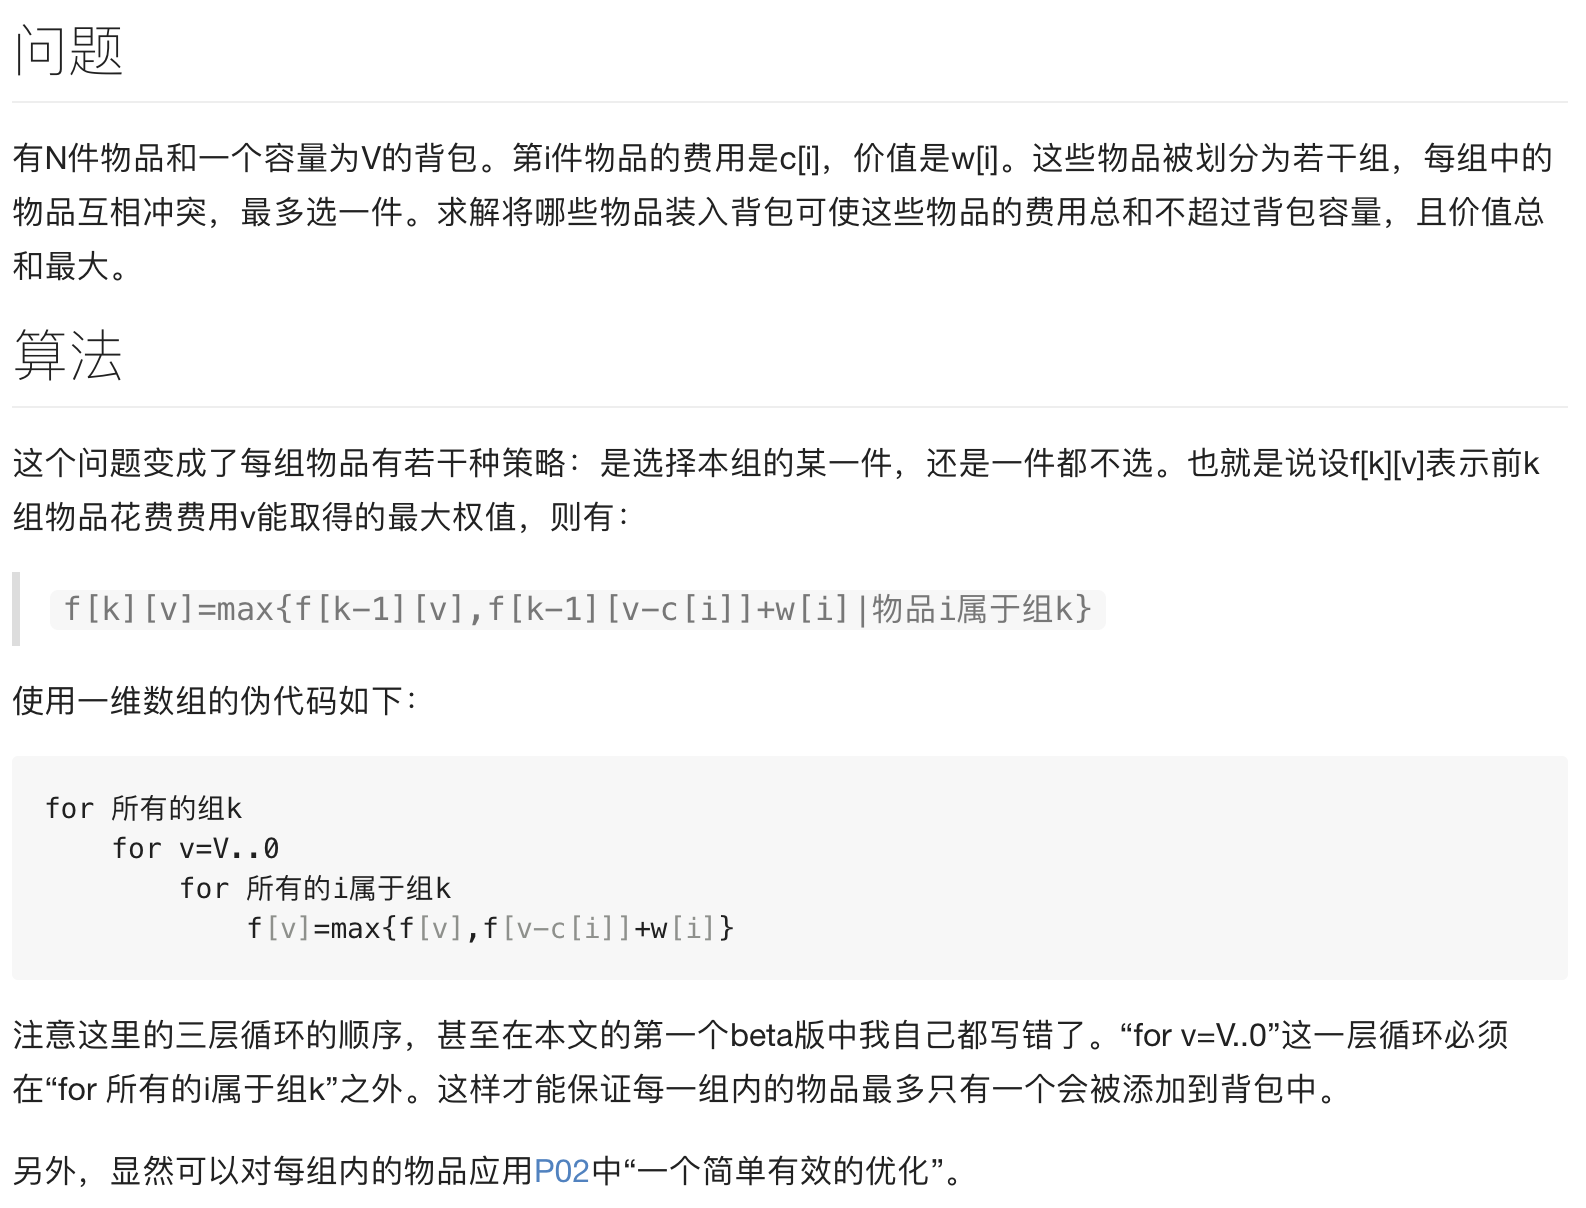 问题
有N件物品和一个容量为V的背包。第i件物品的费用是c[i]，价值是w[i]。这些物品被划分为若干组，每组中的
物品互相冲突，最多选一件。求解将哪些物品装入背包可使这些物品的费用总和不超过背包容量，且价值总
和最大。
算法
这个问题变成了每组物品有若干种策略：是选择本组的某一件，还是一件都不选。也就是说设f[k][v]表示前k
组物品花费费用v能取得的最大权值，则有：
f[k][v]=max{f[k-1][v],f[k-1][v-c[i]]+w[i]|物品i属于组k}
使用一维数组的伪代码如下：
for 所有的组k
    for v=V..0
        for 所有的i属于组k
            f[v]=max{f[v],f[v-c[i]]+w[i]}
注意这里的三层循环的顺序，甚至在本文的第一个beta版中我自己都写错了。“for v=V..0”这一层循环必须
在“for 所有的i属于组k”之外。这样才能保证每一组内的物品最多只有一个会被添加到背包中。
另外，显然可以对每组内的物品应用P02中“一个简单有效的优化”。